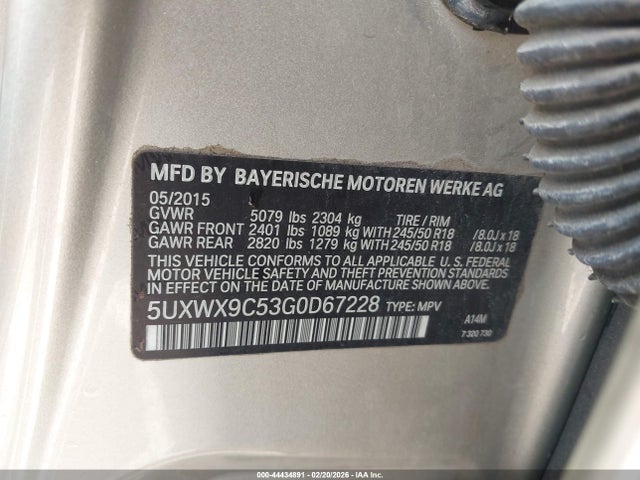 MFD BY BAYERISCHE MOTOREN WERKE AG
05/2015
GVWR 5079 lbs 2304 kg TIRE / RIM
GAWR FRONT 2401 lbs 1089 kg WITH 245/50 R18 /8.0J x 18
GAWR REAR 2820 lbs 1279 kg WITH 245/50 R18 /8.0J x 18
THIS VEHICLE CONFORMS TO ALL APPLICABLE U. S. FEDERAL
MOTOR VEHICLE SAFETY, BUMPER, AND THEFT PREVENTION
STANDARDS IN EFFECT ON THE DATE OF MANUFACTURE SHOWN ABOVE.
5UXWX9C53G0D67228 TYPE: MPV
A14M
7 300 730
000-44434891 - 02/20/2026 - IAA Inc.